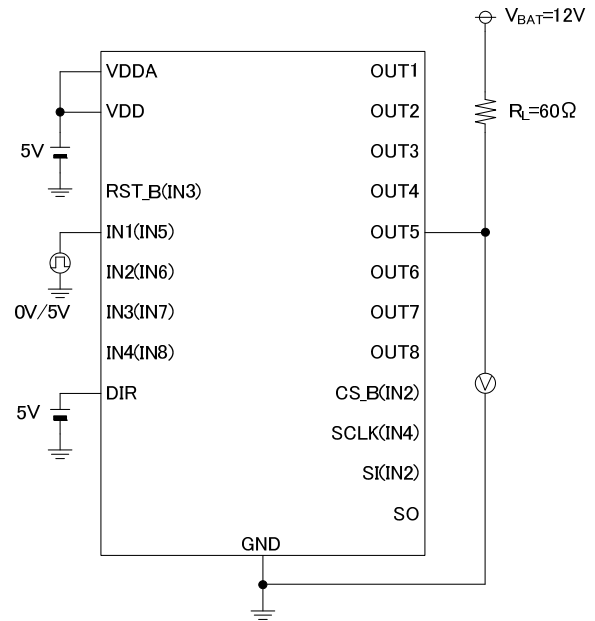 VBAT=12V
VDDA
OUT1
VDD
OUT2
RL=60Ω
5V
OUT3
RST_B(IN3)
OUT4
IN1(IN5)
OUT5
IN2(IN6)
OUT6
0V/5V
IN3(IN7)
OUT7
IN4(IN8)
OUT8
V
DIR
CS_B(IN2)
5V
SCLK(IN4)
SI(IN2)
SO
GND